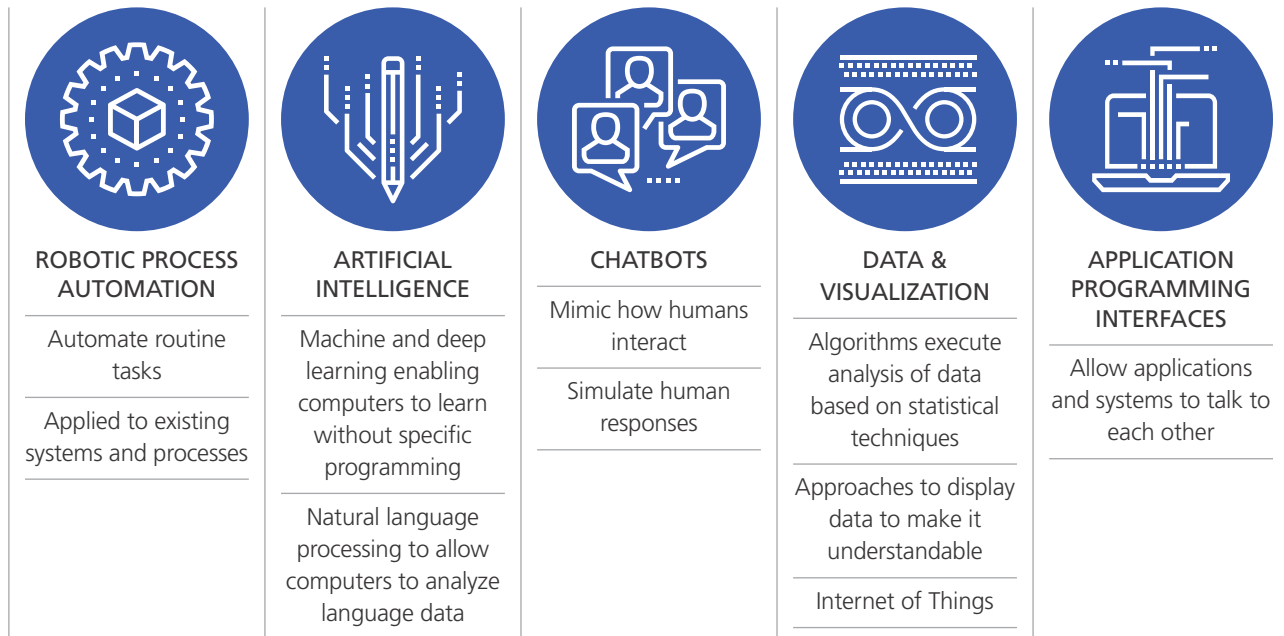 ROBOTIC PROCESS
AUTOMATION
Automate routine
tasks
Applied to existing
systems and processes
ARTIFICIAL
INTELLIGENCE
Machine and deep
learning enabling
computers to learn
without specific
programming
Natural language
processing to allow
computers to analyze
language data
CHATBOTS
Mimic how humans
interact
Simulate human
responses
DATA &
VISUALIZATION
Algorithms execute
analysis of data
based on statistical
techniques
Approaches to display
data to make it
understandable
Internet of Things
APPLICATION
PROGRAMMING
INTERFACES
Allow applications
and systems to talk to
each other